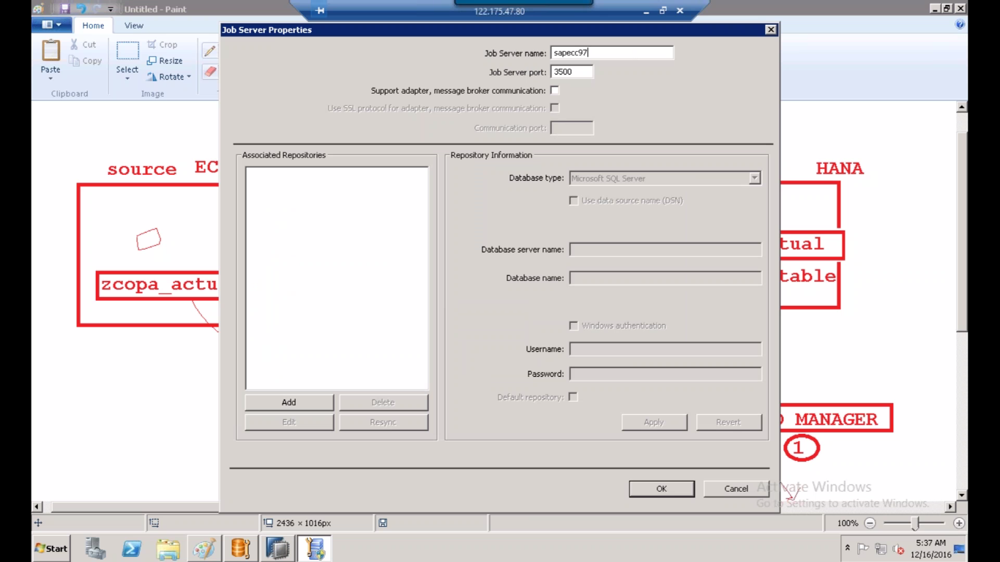 Untitled - Paint
122.175.47.80
Home
View
Paste
Cut
Copy
Clipboard
Select
Crop
Resize
Rotate
Image
Job Server Properties
Job Server name: sapecc97
Job Server port: 3500
Support adapter, message broker communication:
Use SSL protocol for adapter, message broker communication:
Communication port:
Associated Repositories
Add
Delete
Edit
Resync
Repository Information
Database type: Microsoft SQL Server
Use data source name (DSN)
Database server name:
Database name:
Windows authentication
Username:
Password:
Default repository:
Apply
Revert
OK
Cancel
source EC
zcopa_actu
HANA
tual
table
MANAGER
1
Activate Windows
Go to Settings to activate Windows.
2436 × 1016px
100%
Start
5:37 AM
12/16/2016